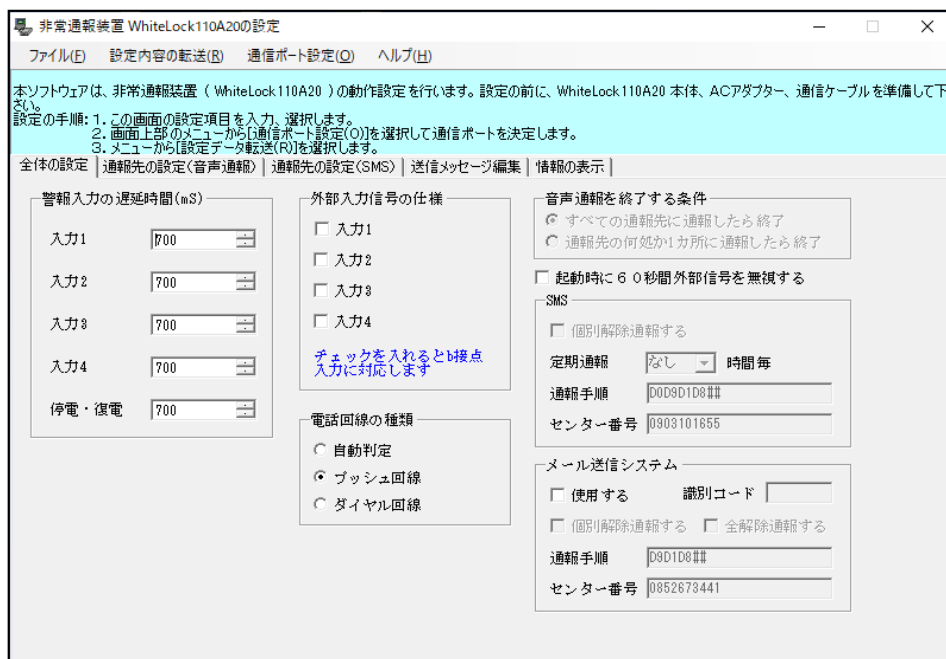 非常通報装置 WhiteLock110A20の設定
ファイル(F) 設定内容の転送(R) 通信ポート設定(O) ヘルプ(H)
本ソフトウェアは、非常通報装置 ( WhiteLock110A20 ) の動作設定を行います。設定の前に、WhiteLock110A20 本体、ACアダプター、通信ケーブルを準備して下
さい。
設定の手順: 1. この画面の設定項目を入力、選択します。
2. 画面上部のメニューから[通信ポート設定(O)]を選択して通信ポートを決定します。
3. メニューから[設定データ転送(R)]を選択します。
全体の設定 通報先の設定(音声通報) 通報先の設定(SMS) 送信メッセージ編集 情報の表示
警報入力の遅延時間(mS)
入力1 700
入力2 700
入力3 700
入力4 700
停電・復電 700
外部入力信号の仕様
入力1
入力2
入力3
入力4
チェックを入れるとb接点
入力に対応します
電話回線の種類
自動判定
プッシュ回線
ダイヤル回線
音声通報を終了する条件
すべての通報先に通報したら終了
通報先の何処か1カ所に通報したら終了
起動時に60秒間外部信号を無視する
SMS
個別解除通報する
定期通報 なし 時間毎
通報手順 D0D9D1D8##
センター番号 0903101655
メール送信システム
使用する 識別コード
個別解除通報する 全解除通報する
通報手順 D9D1D8##
センター番号 0852673441